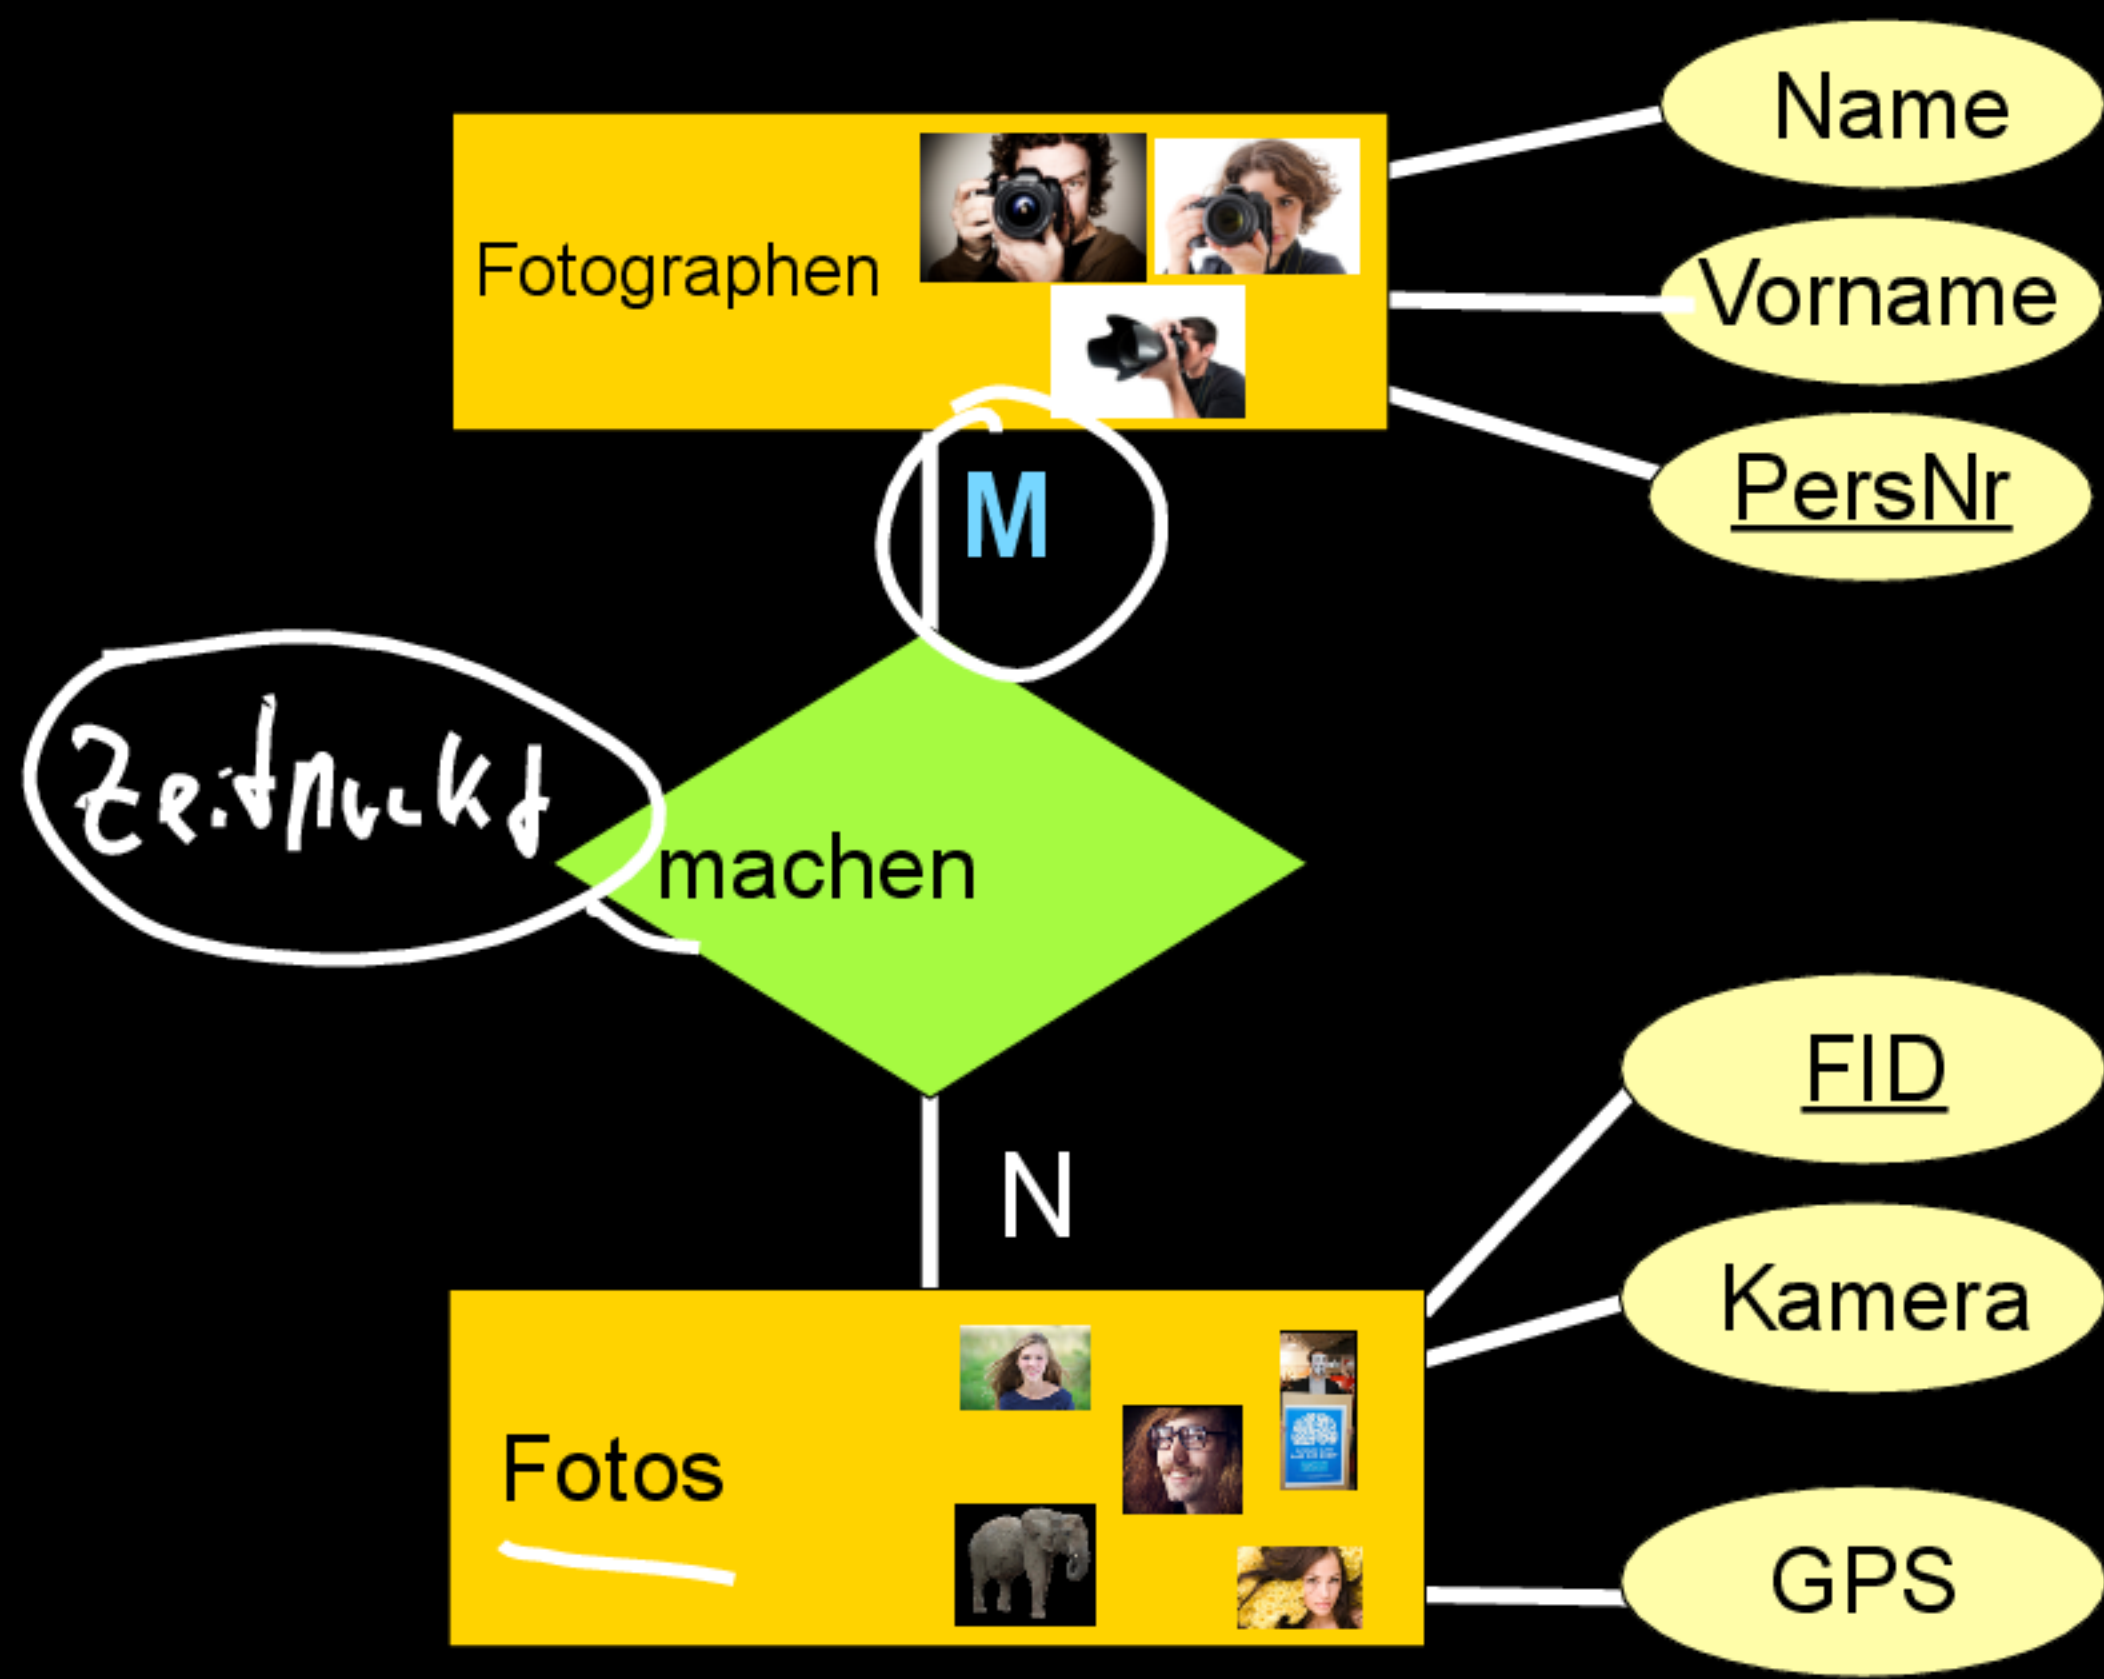 Name
Fotographen
Vorname
PersNr
M
Zeitpunkt
machen
FID
N
Kamera
Fotos
GPS